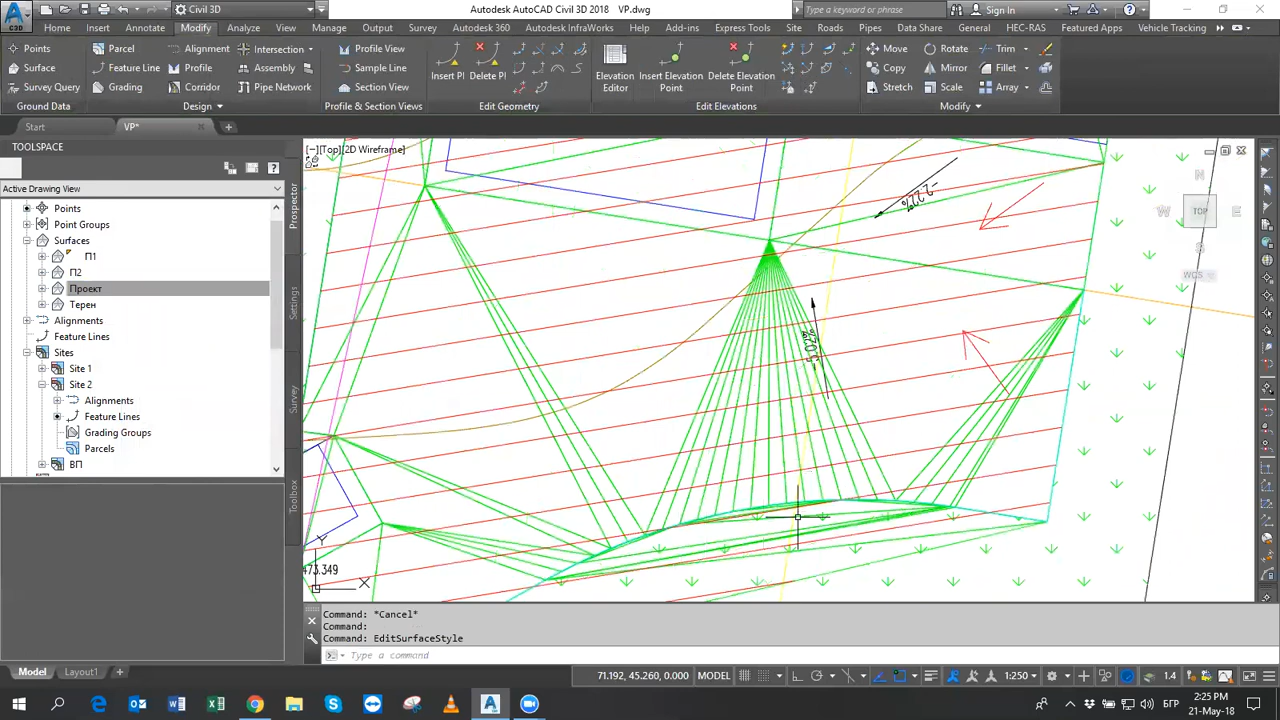 Civil 3D
Autodesk AutoCAD Civil 3D 2018 VP.dwg
Type a keyword or phrase
Sign In
C3D
Home Insert Annotate Modify Analyze View Manage Output Survey Autodesk 360 Autodesk InfraWorks Help Add-ins Express Tools Site Roads Pipes Data Share HEC-RAS Featured Apps Vehicle Tracking
Points Parcel Alignment Intersection Profile View
Surface Feature Line Profile Assembly Sample Line
Survey Query Grading Corridor Pipe Network Section View
Insert PI Delete PI
Elevation Editor Insert Elevation Point Delete Elevation Point
Move Rotate Trim
Copy Mirror Fillet
Stretch Scale Array
Ground Data Design Profile & Section Views Edit Geometry Edit Elevations Modify
Start VP*
TOOLSPACE
Active Drawing View
Points
Point Groups
Surfaces
П1
П2
Проект
Терен
Alignments
Feature Lines
Sites
Site 1
Site 2
Alignments
Feature Lines
Grading Groups
Parcels
ВП
Prospector
Settings
Survey
Toolbox
[−][Top][2D Wireframe]
-2.22%
-5.02%
N
W TOP E
S
WCS
Y
473.349
X
Command: *Cancel*
Command:
Command: EditSurfaceStyle
Type a command
Model Layout1
71.192, 45.260, 0.000 MODEL 1:250 1.4
БГ 2:25 PM
21-May-18